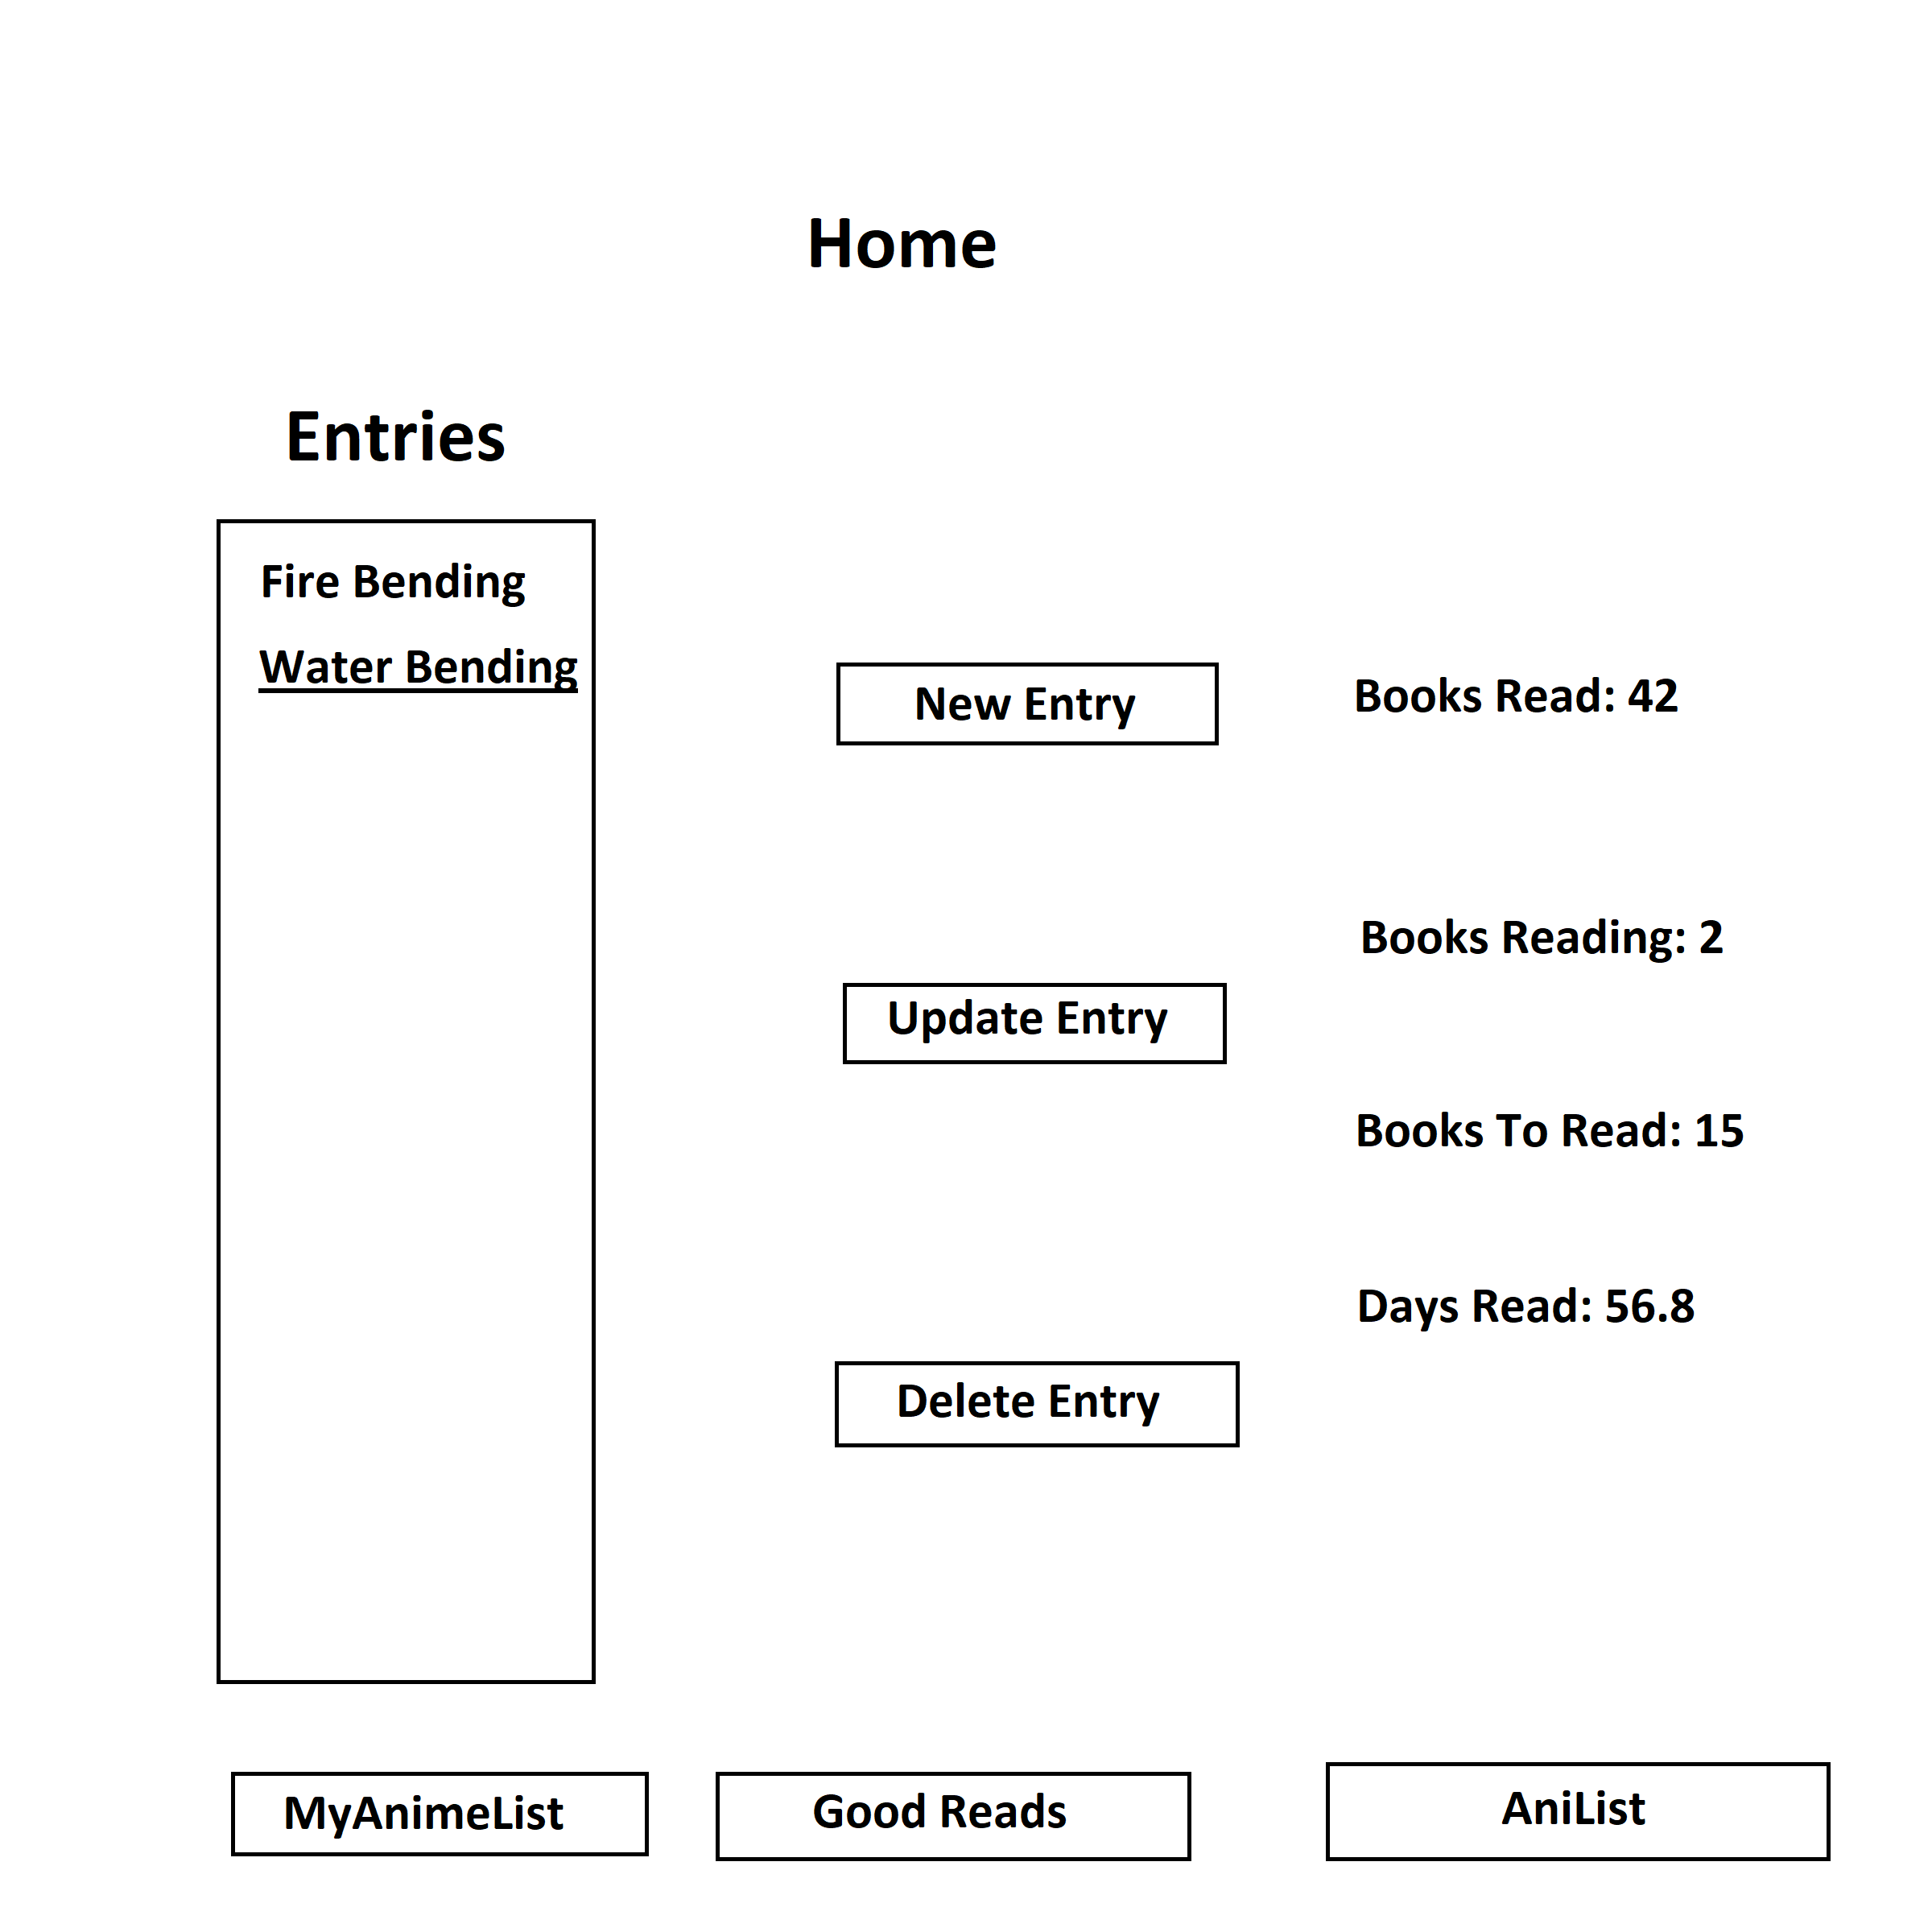 Home
Entries
Fire Bending
Water Bending
New Entry
Update Entry
Delete Entry
Books Read: 42
Books Reading: 2
Books To Read: 15
Days Read: 56.8
MyAnimeList
Good Reads
AniList